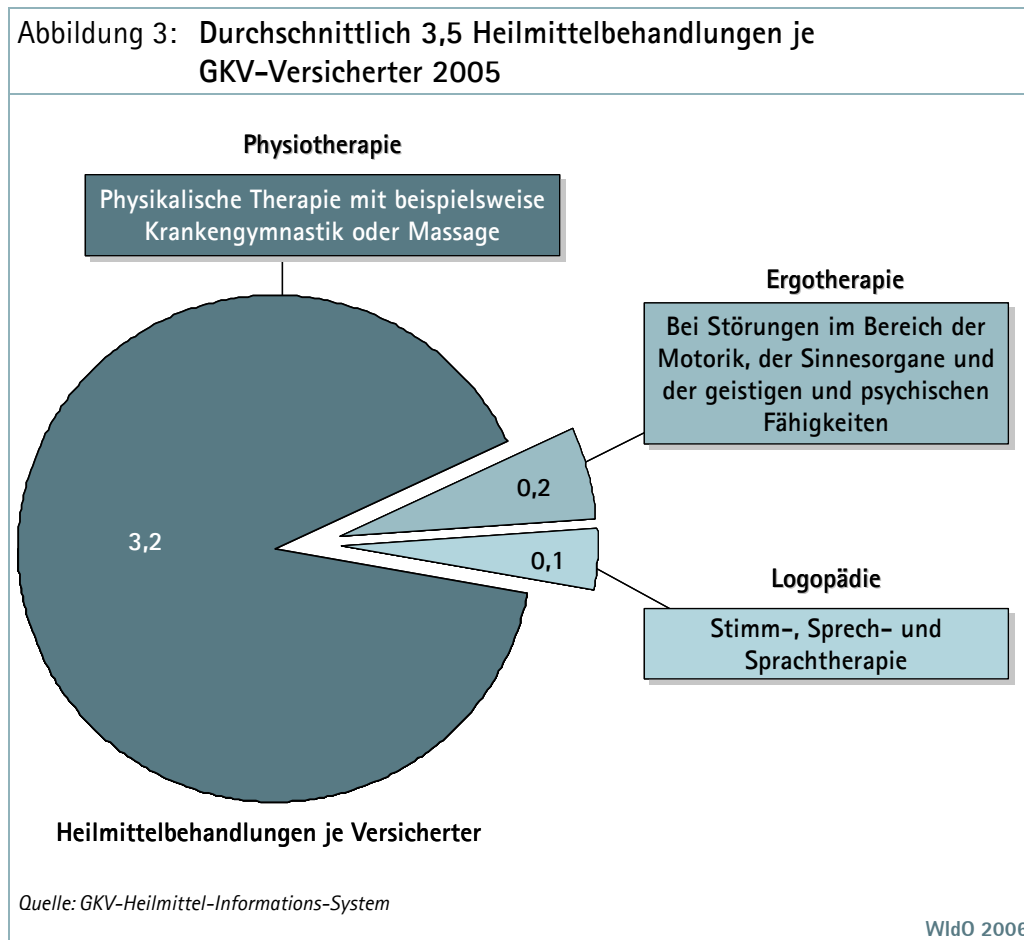 Abbildung 3: Durchschnittlich 3,5 Heilmittelbehandlungen je
GKV-Versicherter 2005
Physiotherapie
Physikalische Therapie mit beispielsweise
Krankengymnastik oder Massage
Ergotherapie
Bei Störungen im Bereich der
Motorik, der Sinnesorgane und
der geistigen und psychischen
Fähigkeiten
0,2
3,2
0,1
Logopädie
Stimm-, Sprech- und
Sprachtherapie
Heilmittelbehandlungen je Versicherter
Quelle: GKV-Heilmittel-Informations-System
WIdO 2006